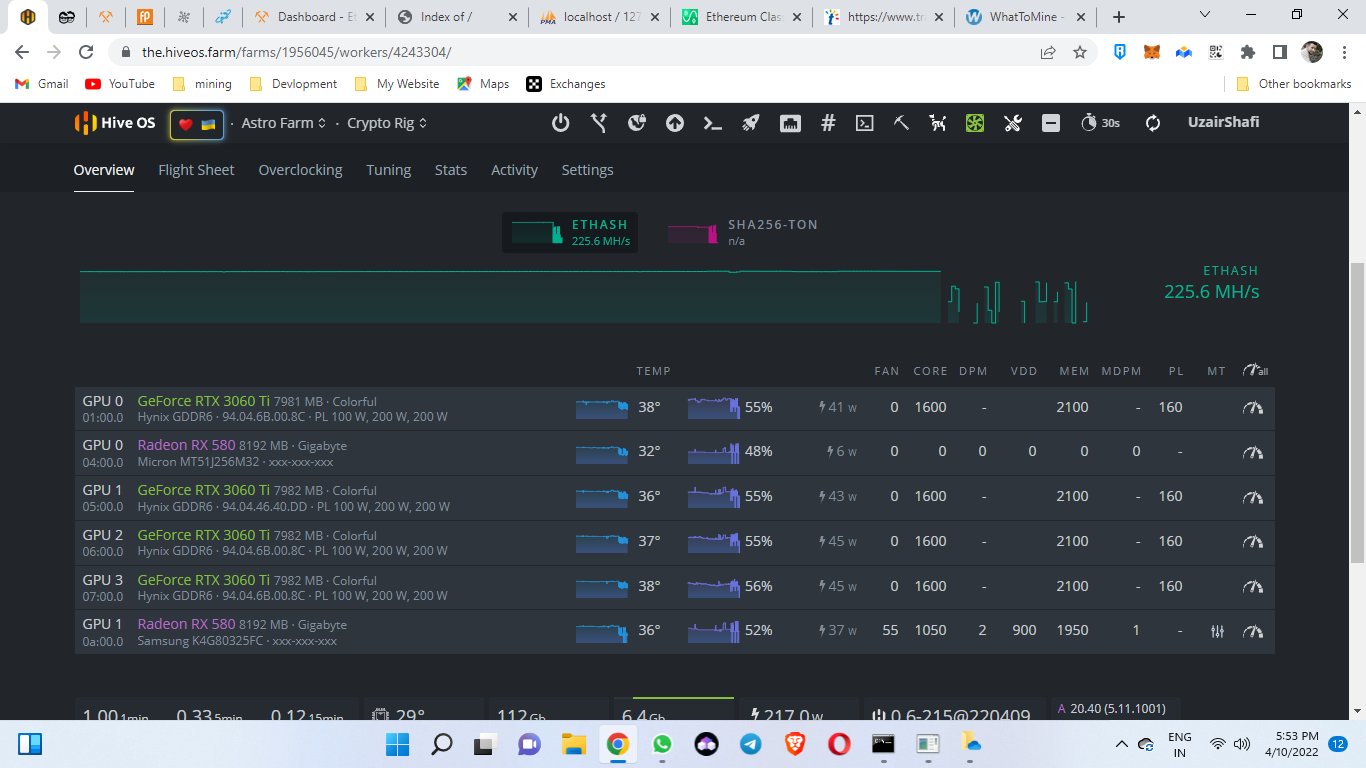 Dashboard - Et
Index of /
localhost / 127
Ethereum Clas
https://www.tr
WhatToMine -
the.hiveos.farm/farms/1956045/workers/4243304/
Gmail YouTube mining Devlopment My Website Maps Exchanges Other bookmarks
Hive OS · Astro Farm · Crypto Rig 30s UzairShafi
Overview Flight Sheet Overclocking Tuning Stats Activity Settings
ETHASH
225.6 MH/s
SHA256-TON
n/a
ETHASH
225.6 MH/s
TEMP FAN CORE DPM VDD MEM MDPM PL MT all
GPU 0 GeForce RTX 3060 Ti 7981 MB · Colorful 38° 55% 41 W 0 1600 - 2100 - 160
01:00.0 Hynix GDDR6 · 94.04.6B.00.8C · PL 100 W, 200 W, 200 W
GPU 0 Radeon RX 580 8192 MB · Gigabyte 32° 48% 6 W 0 0 0 0 0 0 -
04:00.0 Micron MT51J256M32 · xxx-xxx-xxx
GPU 1 GeForce RTX 3060 Ti 7982 MB · Colorful 36° 55% 43 W 0 1600 - 2100 - 160
05:00.0 Hynix GDDR6 · 94.04.46.40.DD · PL 100 W, 200 W, 200 W
GPU 2 GeForce RTX 3060 Ti 7982 MB · Colorful 37° 55% 45 W 0 1600 - 2100 - 160
06:00.0 Hynix GDDR6 · 94.04.6B.00.8C · PL 100 W, 200 W, 200 W
GPU 3 GeForce RTX 3060 Ti 7982 MB · Colorful 38° 56% 45 W 0 1600 - 2100 - 160
07:00.0 Hynix GDDR6 · 94.04.6B.00.8C · PL 100 W, 200 W, 200 W
GPU 1 Radeon RX 580 8192 MB · Gigabyte 36° 52% 37 W 55 1050 2 900 1950 1 -
0a:00.0 Samsung K4G80325FC · xxx-xxx-xxx
1.00 1min 0.33 5min 0.12 15min 29° 112 Gb 6.4 Gb 217.0 W 0.6-215@220409 A 20.40 (5.11.1001)
ENG
IN
5:53 PM
4/10/2022
12